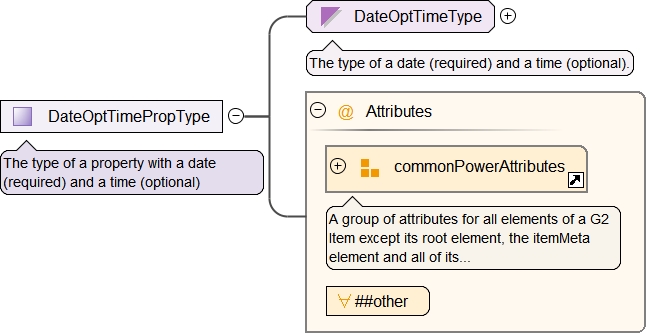 DateOptTimeType
The type of a date (required) and a time (optional).
DateOptTimePropType
The type of a property with a date
(required) and a time (optional)
@ Attributes
commonPowerAttributes
A group of attributes for all elements of a G2
Item except its root element, the itemMeta
element and all of its...
##other